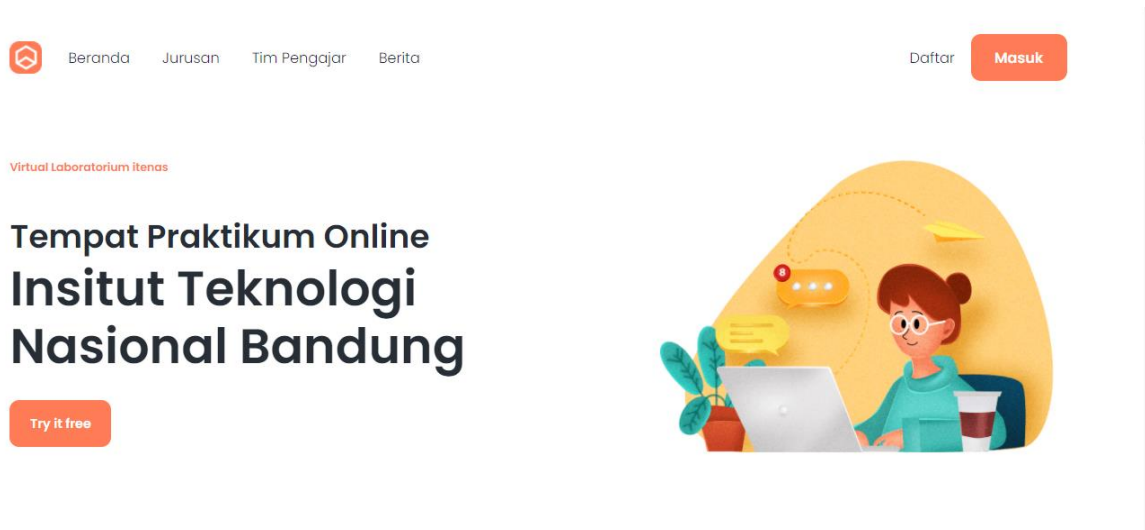 Beranda Jurusan Tim Pengajar Berita Daftar Masuk
Virtual Laboratorium itenas
Tempat Praktikum Online
Insitut Teknologi
Nasional Bandung
8
Try it free